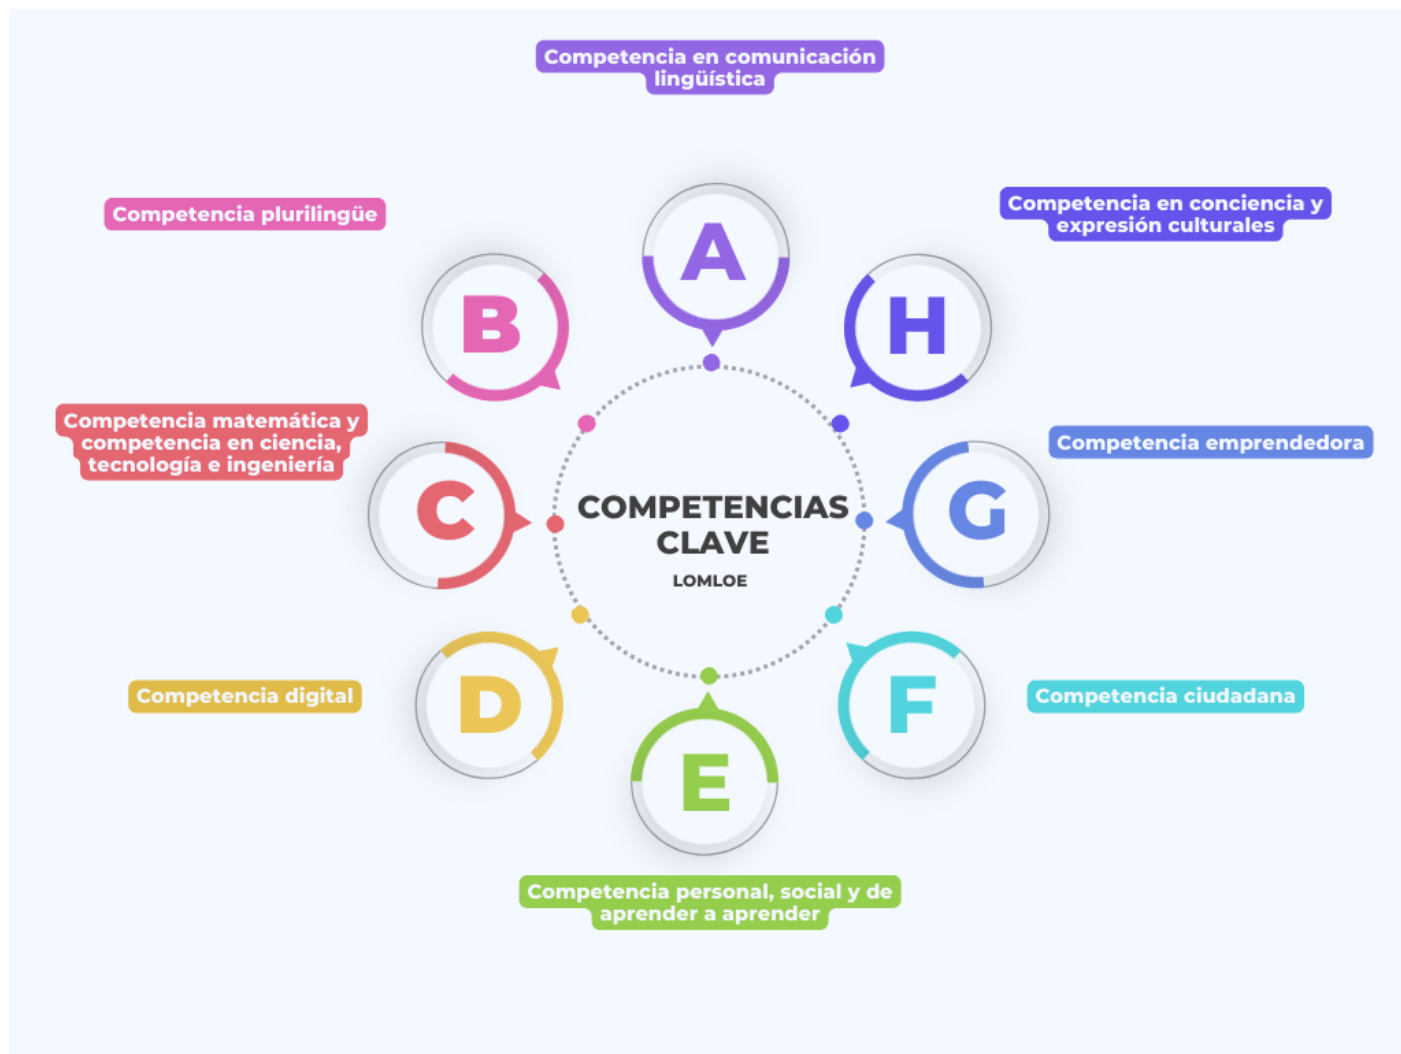 Competencia en comunicación
lingüística
A
Competencia plurilingüe
B
Competencia matemática y
competencia en ciencia,
tecnología e ingeniería
C
Competencia digital
D
Competencia personal, social y de
aprender a aprender
E
Competencia ciudadana
F
Competencia emprendedora
G
Competencia en conciencia y
expresión culturales
H
COMPETENCIAS
CLAVE
LOMLOE